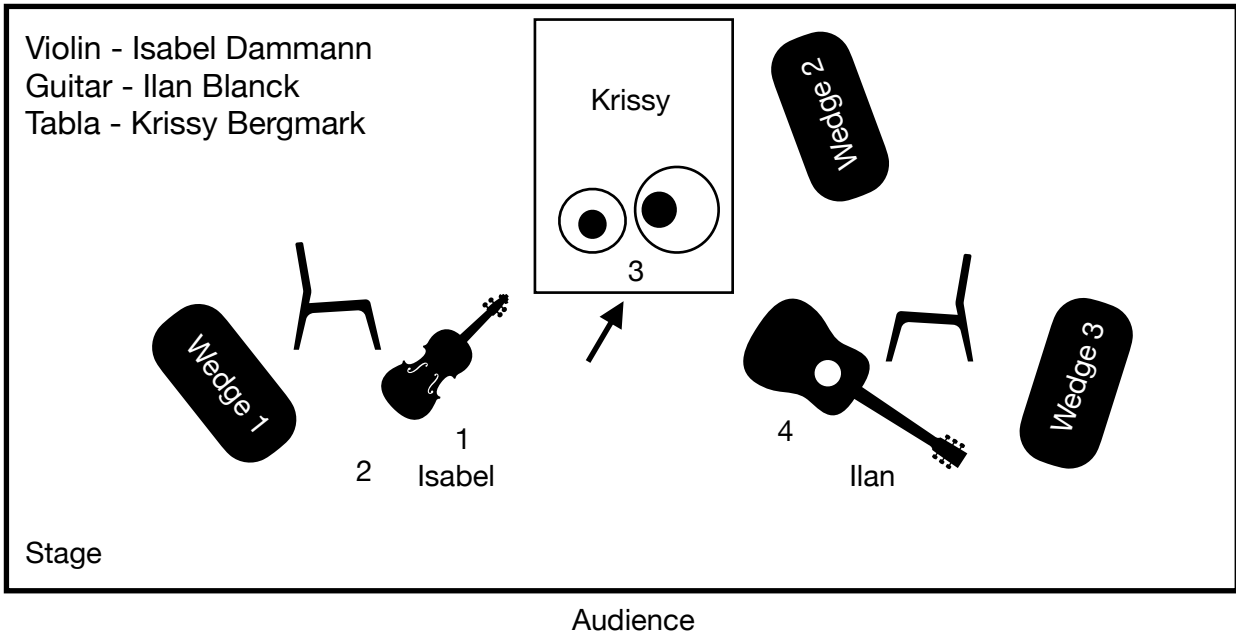 Violin - Isabel Dammann
Guitar - Ilan Blanck
Tabla - Krissy Bergmark
Krissy
Wedge 2
3
Wedge 1
Wedge 3
1
4
2
Isabel
Ilan
Stage
Audience